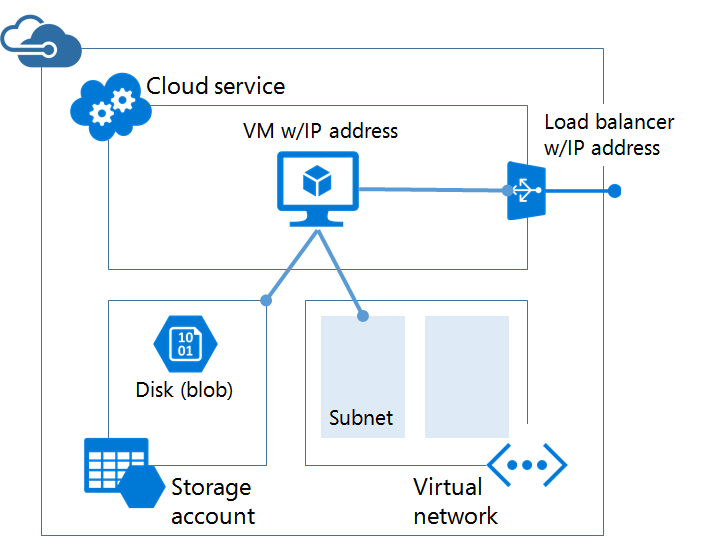 Cloud service
VM w/IP address
Load balancer
w/IP address
10
01
Disk (blob)
Subnet
Storage
account
Virtual
network